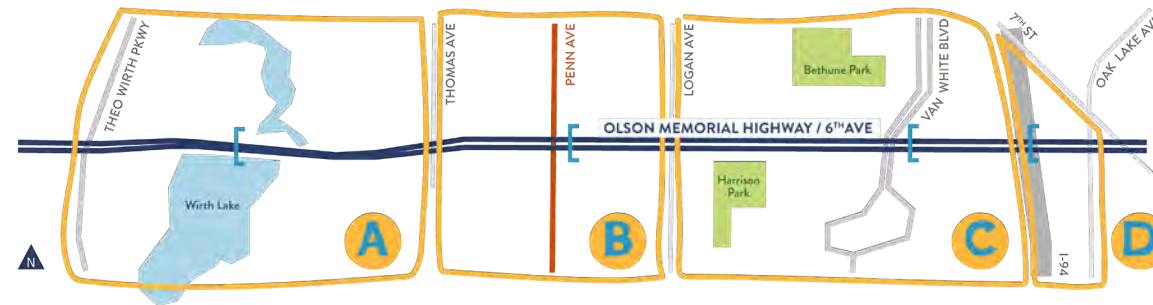 THEO WIRTH PKWY
THOMAS AVE
PENN AVE
LOGAN AVE
Bethune Park
VAN WHITE BLVD
7TH ST
OAK LAKE AVE
OLSON MEMORIAL HIGHWAY / 6TH AVE
Wirth Lake
Harrison
Park
A
B
C
D
N
I-94